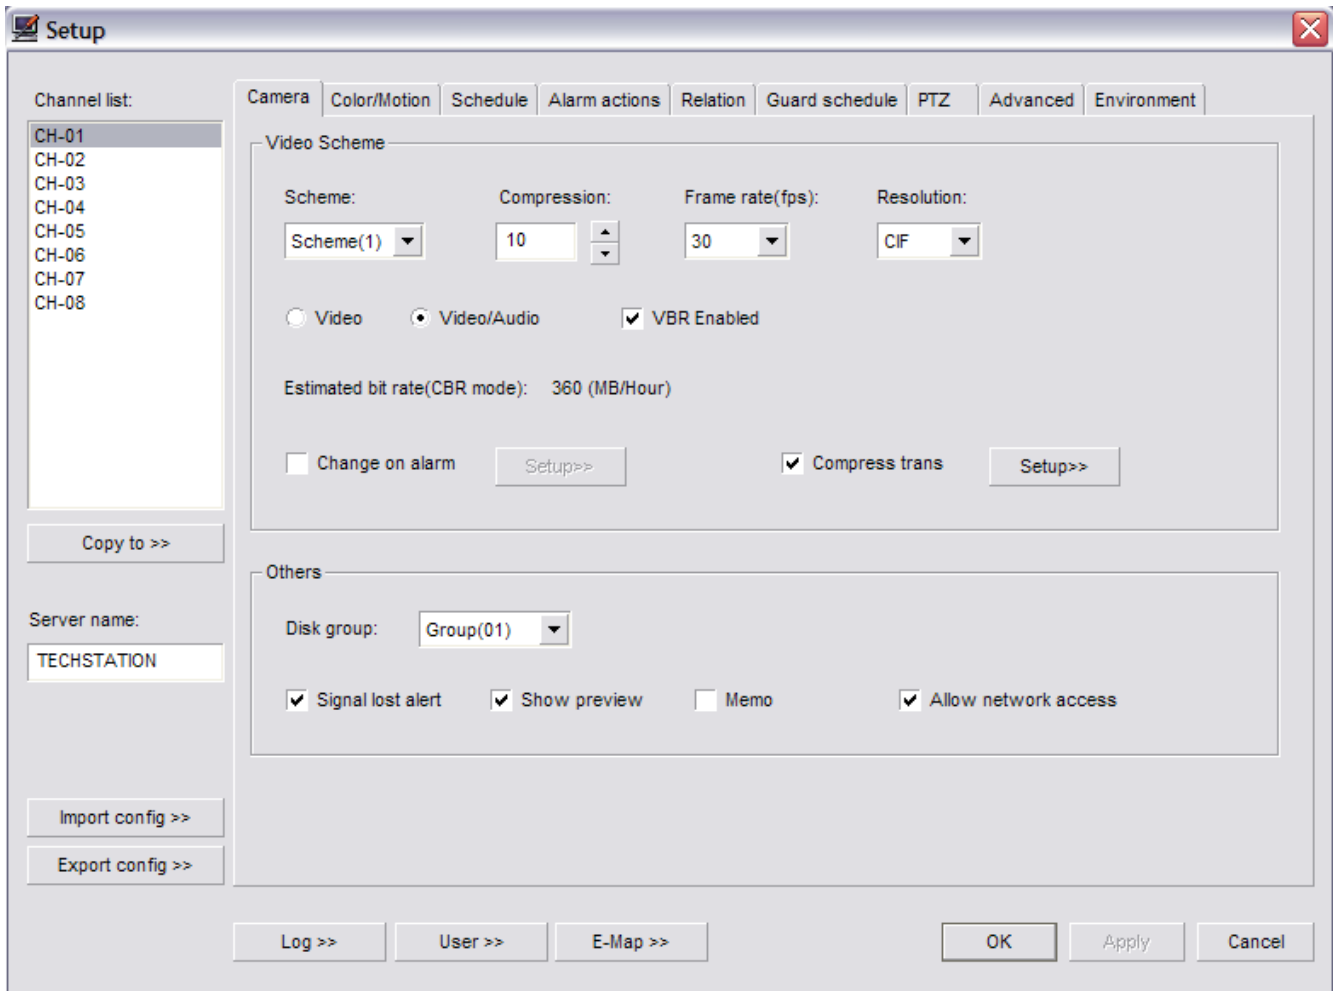 Setup
Channel list:
CH-01
CH-02
CH-03
CH-04
CH-05
CH-06
CH-07
CH-08
Copy to >>
Server name:
TECHSTATION
Import config >>
Export config >>
Camera Color/Motion Schedule Alarm actions Relation Guard schedule PTZ Advanced Environment
Video Scheme
Scheme: Compression: Frame rate(fps): Resolution:
Scheme(1) 10 30 CIF
Video Video/Audio VBR Enabled
Estimated bit rate(CBR mode): 360 (MB/Hour)
Change on alarm Setup>> Compress trans Setup>>
Others
Disk group: Group(01)
Signal lost alert Show preview Memo Allow network access
Log >> User >> E-Map >> OK Apply Cancel